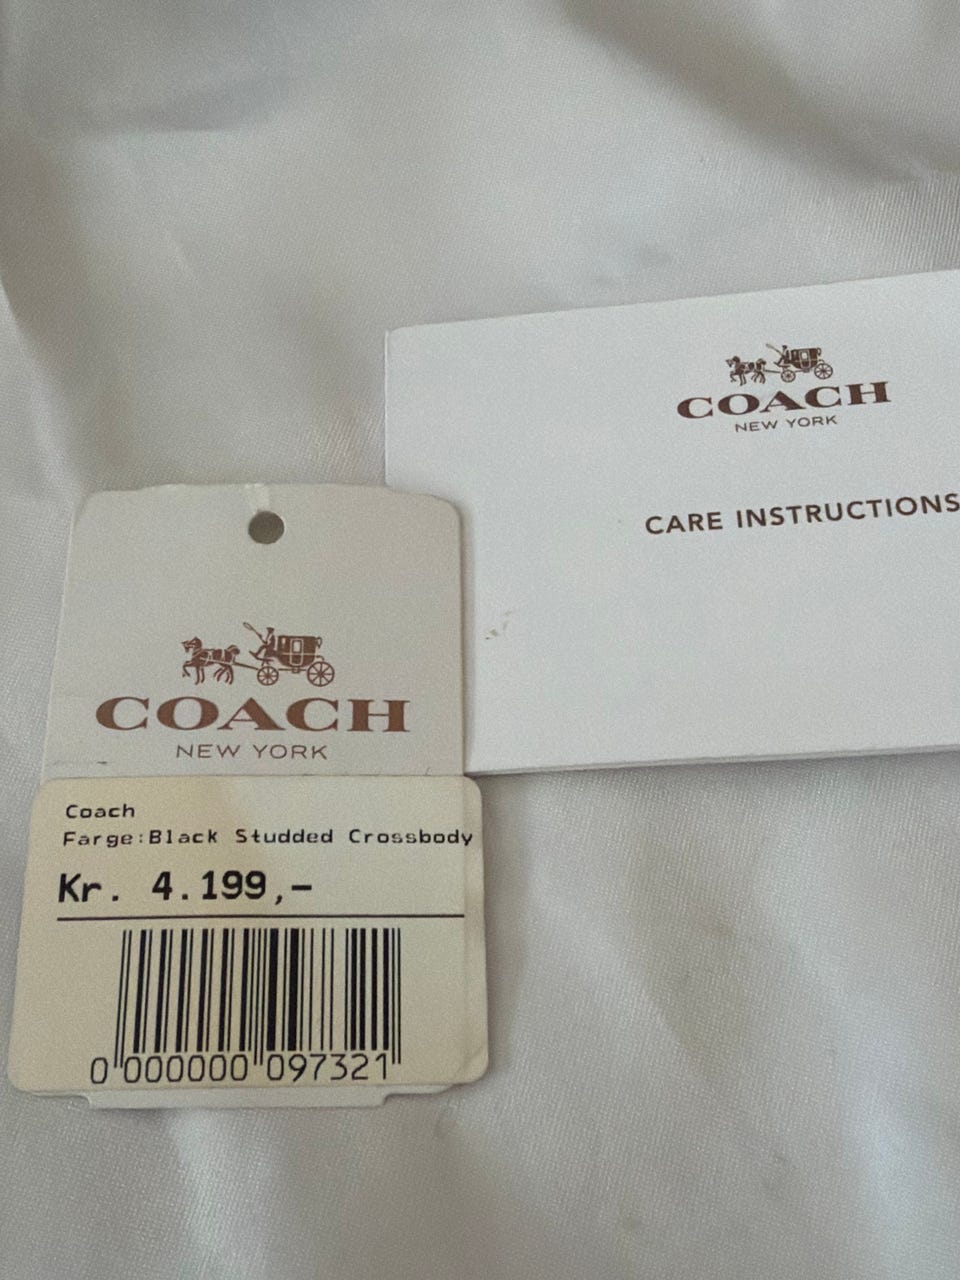 COACH
NEW YORK
CARE INSTRUCTIONS
COACH
NEW YORK
Coach
Farge:Black Studded Crossbody
Kr. 4.199,-
0 000000 097321